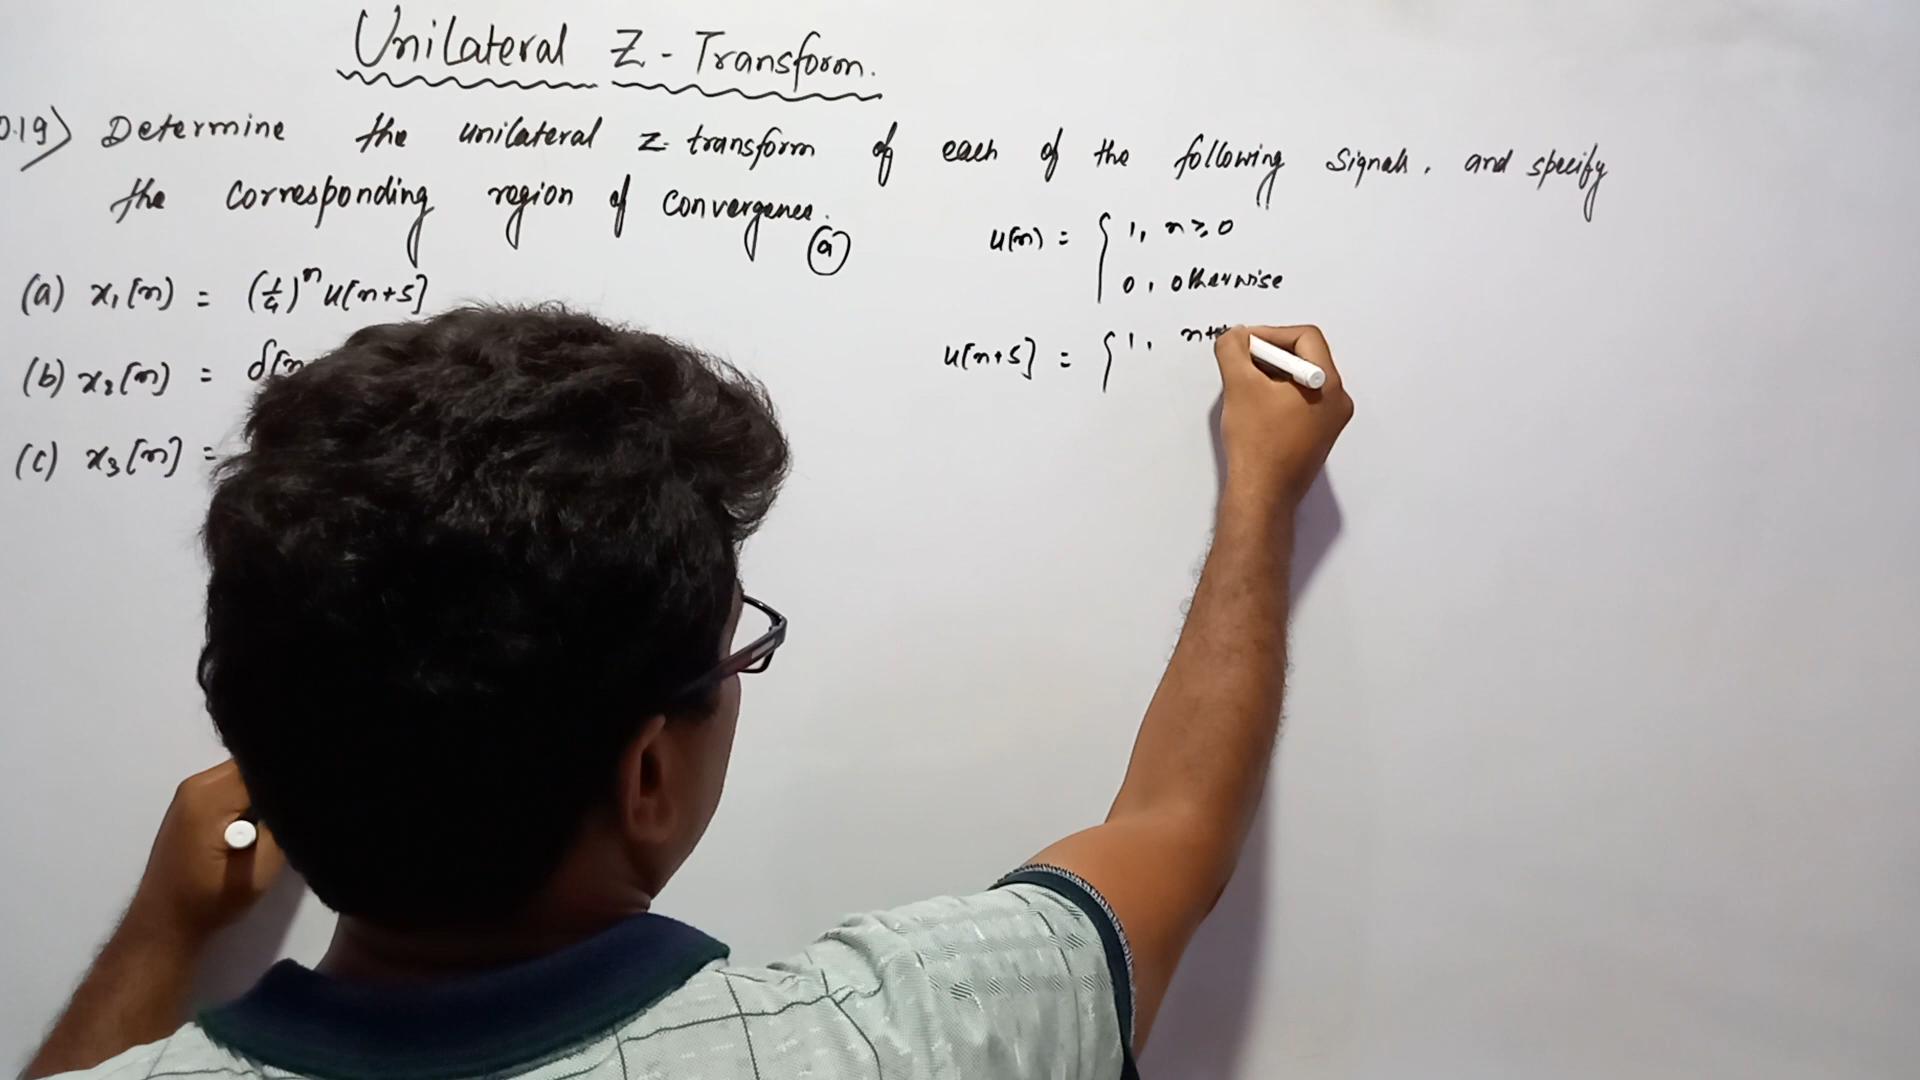 Unilateral Z-Transform.
0.19) Determine the unilateral z-transform of each of the following signals, and specify
the corresponding region of convergence.
(a) x₁[n] = (1/4)ⁿ u[n+5]
(b) x₂[n] = δ[n
(c) x₃[n] =
(a)
u[n] = { 1, n ≥ 0
0, otherwise
u[n+5] = { 1, n+